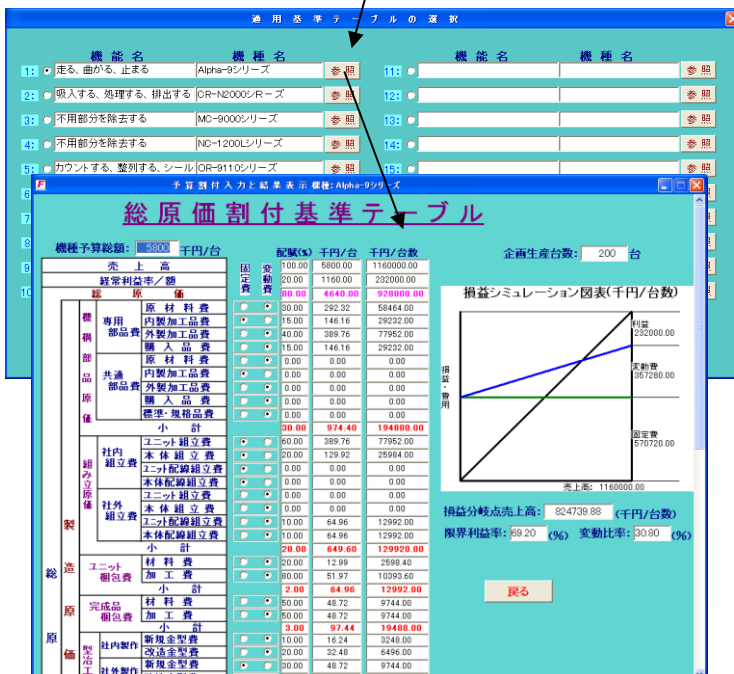 適 用 基 準 テ ー ブ ル の 選 択
機 能 名 機 種 名 機 能 名 機 種 名
1: 走る、曲がる、止まる Alpha-9シリーズ 参 照 11: 参 照
2: 吸入する、処理する、排出する CR-N2000シR－ズ 参 照 12: 参 照
3: 不用部分を除去する MC-9000シリーズ 参 照 13: 参 照
4: 不用部分を除去する NC-1200Lシリーズ 参 照 14: 参 照
5: カウントする、整列する、シール OR-9110シリーズ 参 照 15: 参 照
6
7
8
9
10
予 算 割 付 入 力 と 結 果 表 示 機種：Alpha-9シリーズ
総 原 価 割 付 基 準 テ ー ブ ル
機種予算総額: 5800 千円/台 企画生産台数: 200 台
固定費 変動費 配賦(%) 千円/台 千円/台数
売 上 高 100.00 5800.00 1160000.00
経常利益率／額 20.00 1160.00 232000.00
総 原 価 80.00 4640.00 928000.00
総 原 価
製 造 原 価
機 構 部 品 原 価
専用部品費
原 材 料 費 30.00 292.32 58464.00
内製加工品費 15.00 146.16 29232.00
外製加工品費 40.00 389.76 77952.00
購 入 品 費 15.00 146.16 29232.00
共通部品費
原 材 料 費 0.00 0.00 0.00
内製加工品費 0.00 0.00 0.00
外製加工品費 0.00 0.00 0.00
購 入 品 費 0.00 0.00 0.00
標準・規格品費 0.00 0.00 0.00
小 計 30.00 974.40 194880.00
組み立原価
社内組立費
ユニット組立費 60.00 389.76 77952.00
本 体 組 立 費 20.00 129.92 25984.00
ユニット配線組立費 0.00 0.00 0.00
本体配線組立費 0.00 0.00 0.00
社外組立費
ユニット組立費 0.00 0.00 0.00
本 体 組 立 費 0.00 0.00 0.00
ユニット配線組立費 10.00 64.96 12992.00
本体配線組立費 10.00 64.96 12992.00
小 計 20.00 649.60 129920.00
ユニット梱包費
材 料 費 20.00 12.99 2598.40
加 工 費 80.00 51.97 10393.60
小 計 2.00 64.96 12992.00
完成品梱包費
材 料 費 50.00 48.72 9744.00
加 工 費 50.00 48.72 9744.00
小 計 3.00 97.44 19488.00
型治工
社内製作
新規金型費 10.00 16.24 3248.00
改造金型費 20.00 32.48 6496.00
社外製作
新規金型費 30.00 48.72 9744.00
損益シミュレーション図表(千円/台数)
損益・費用
利益
232000.00
変動費
357280.00
固定費
570720.00
売上高: 1160000.00
損益分岐点売上高: 824739.88 (千円/台数)
限界利益率: 69.20 (%) 変動比率: 30.80 (%)
戻る